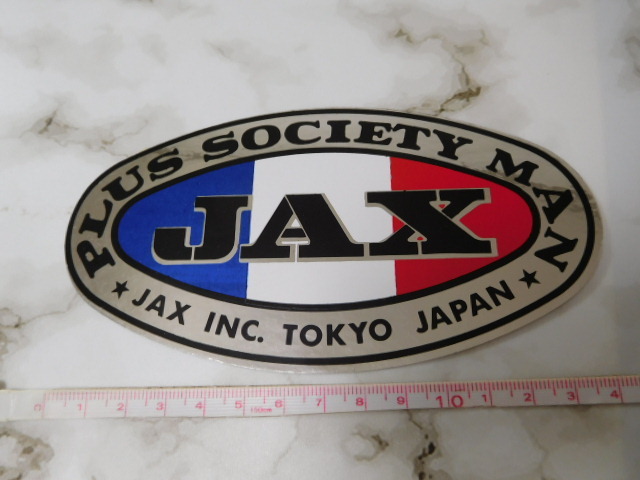 PLUS SOCIETY MAN
JAX
★ JAX INC. TOKYO JAPAN ★
0 1 2 3 4 5 6 7 8 9 10 1 2 3 4